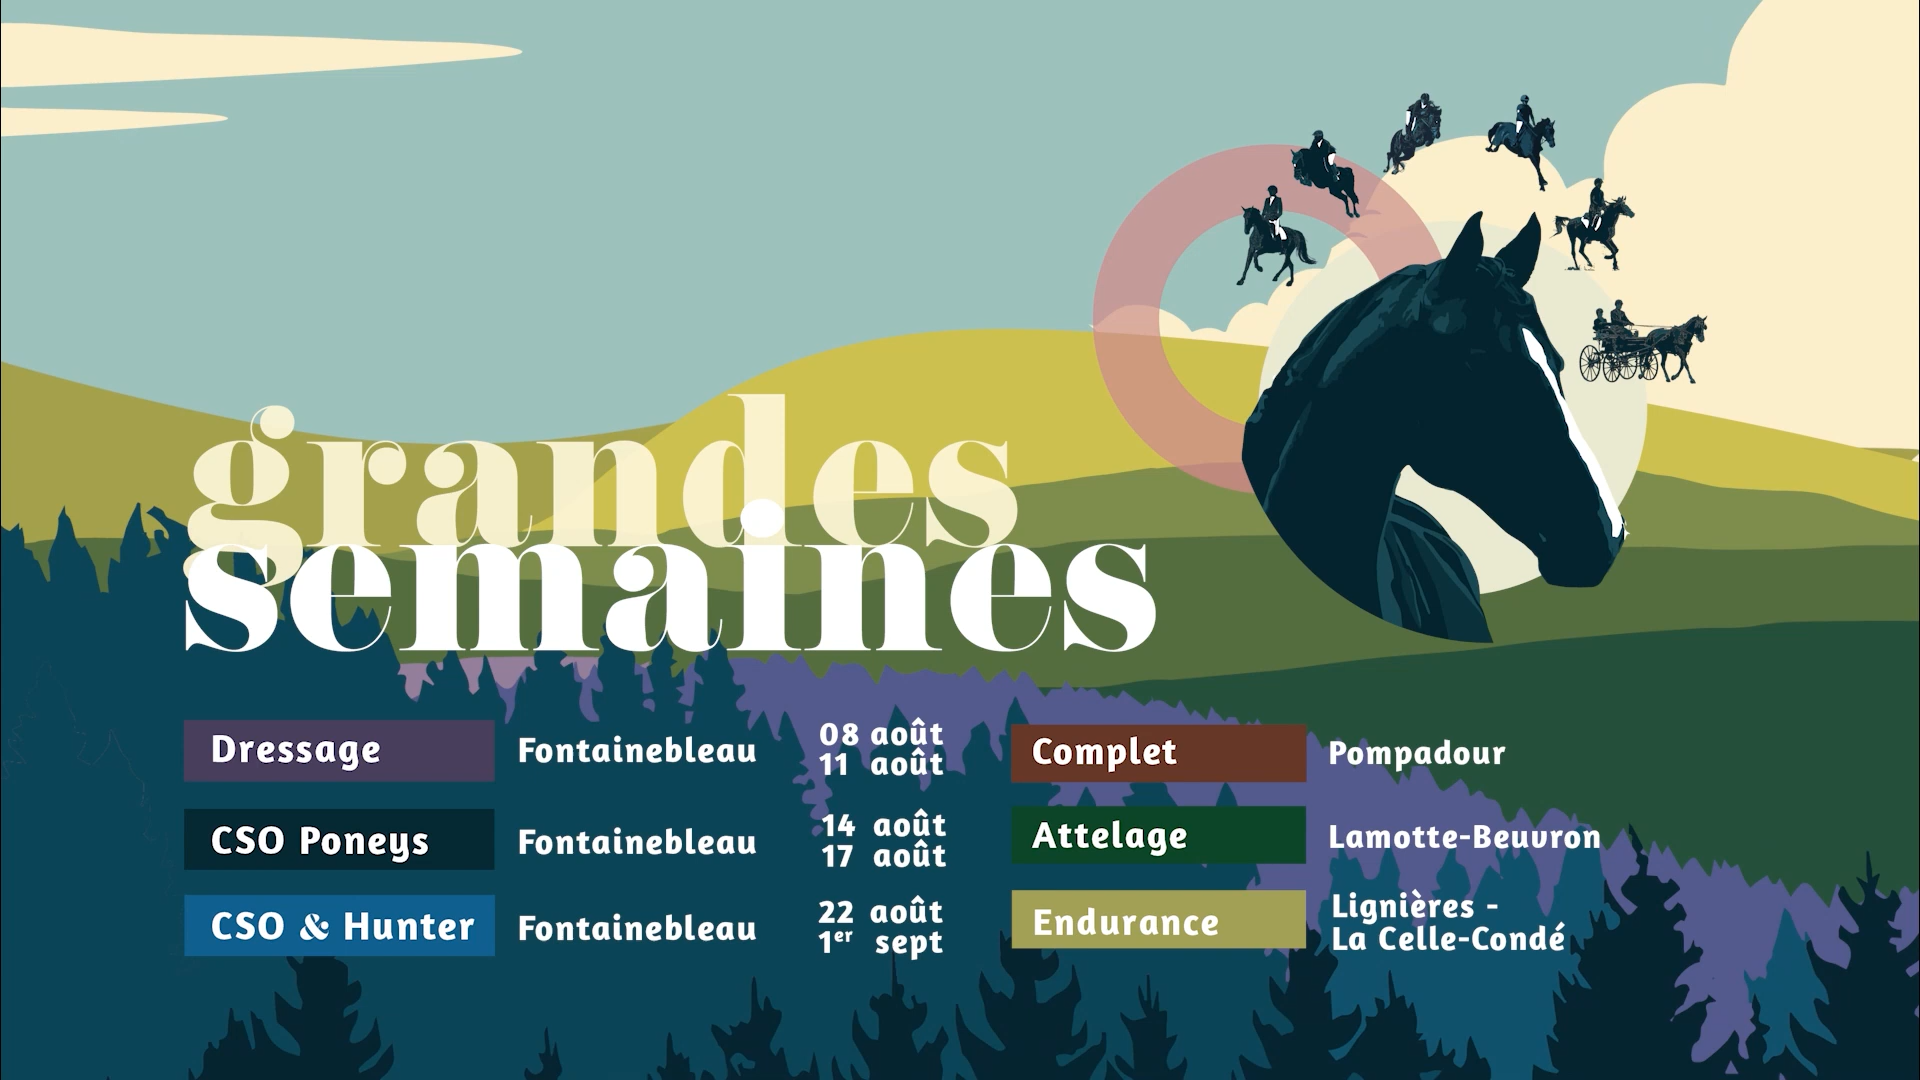 grandes
semaines
Dressage
Fontainebleau
08 août
11 août
CSO Poneys
Fontainebleau
14 août
17 août
CSO & Hunter
Fontainebleau
22 août
1er sept
Complet
Pompadour
Attelage
Lamotte-Beuvron
Endurance
Lignières -
La Celle-Condé